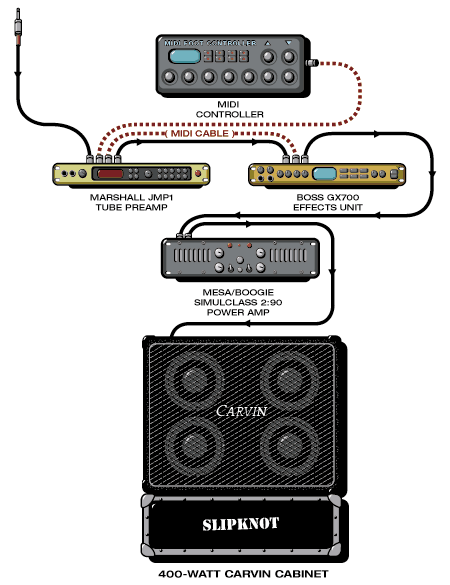 MIDI FOOT CONTROLLER
MIDI
CONTROLLER
( MIDI CABLE )
MARSHALL JMP1
TUBE PREAMP
BOSS GX700
EFFECTS UNIT
MESA/BOOGIE
SIMULCLASS 2:90
POWER AMP
CARVIN
SLIPKNOT
400-WATT CARVIN CABINET